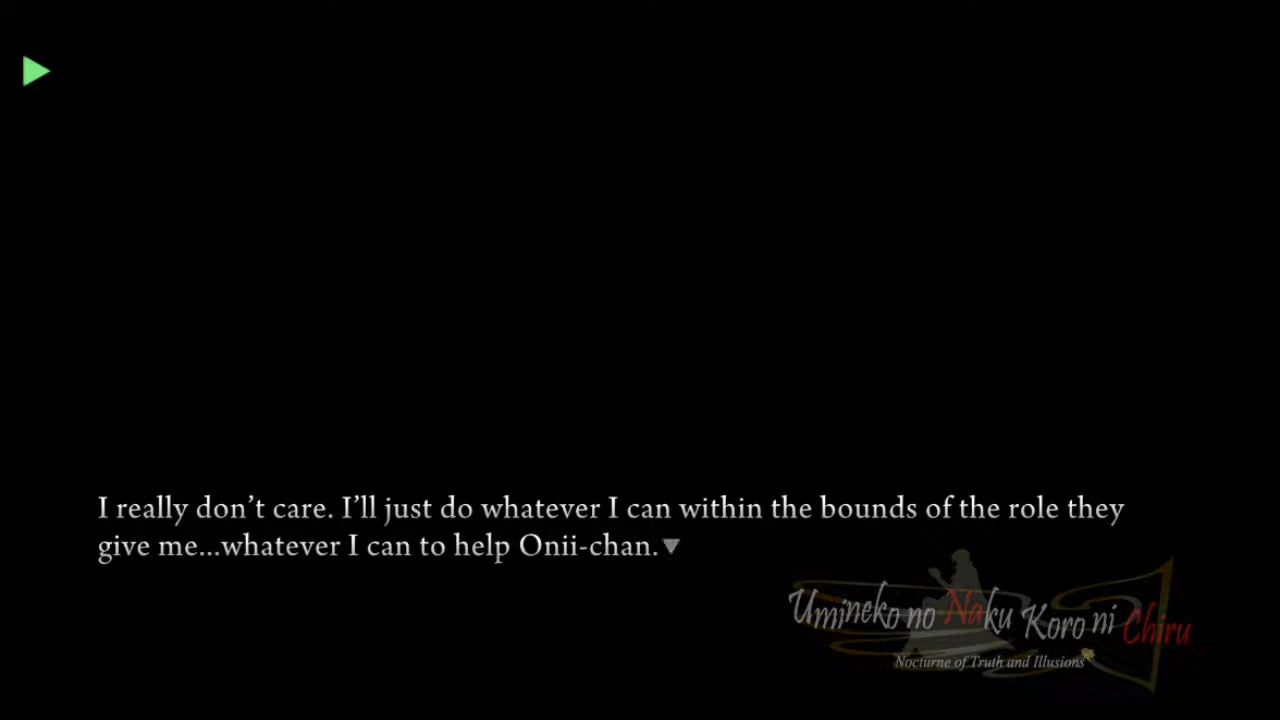 I really don’t care. I’ll just do whatever I can within the bounds of the role they
give me...whatever I can to help Onii-chan.
Umineko no Naku Koro ni Chiru
Nocturne of Truth and Illusions